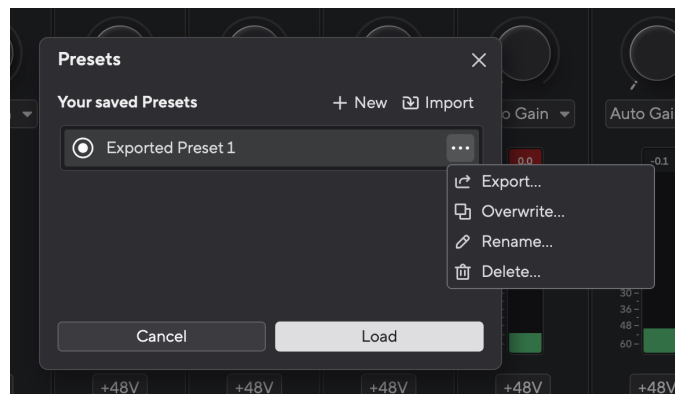 Presets
Your saved Presets
+ New
Import
Exported Preset 1
Export...
Overwrite...
Rename...
Delete...
Cancel
Load
o Gain
Auto Gai
0.0
-0.1
30
36
48
60
+48V
+48V
+48V
+48V
+48V